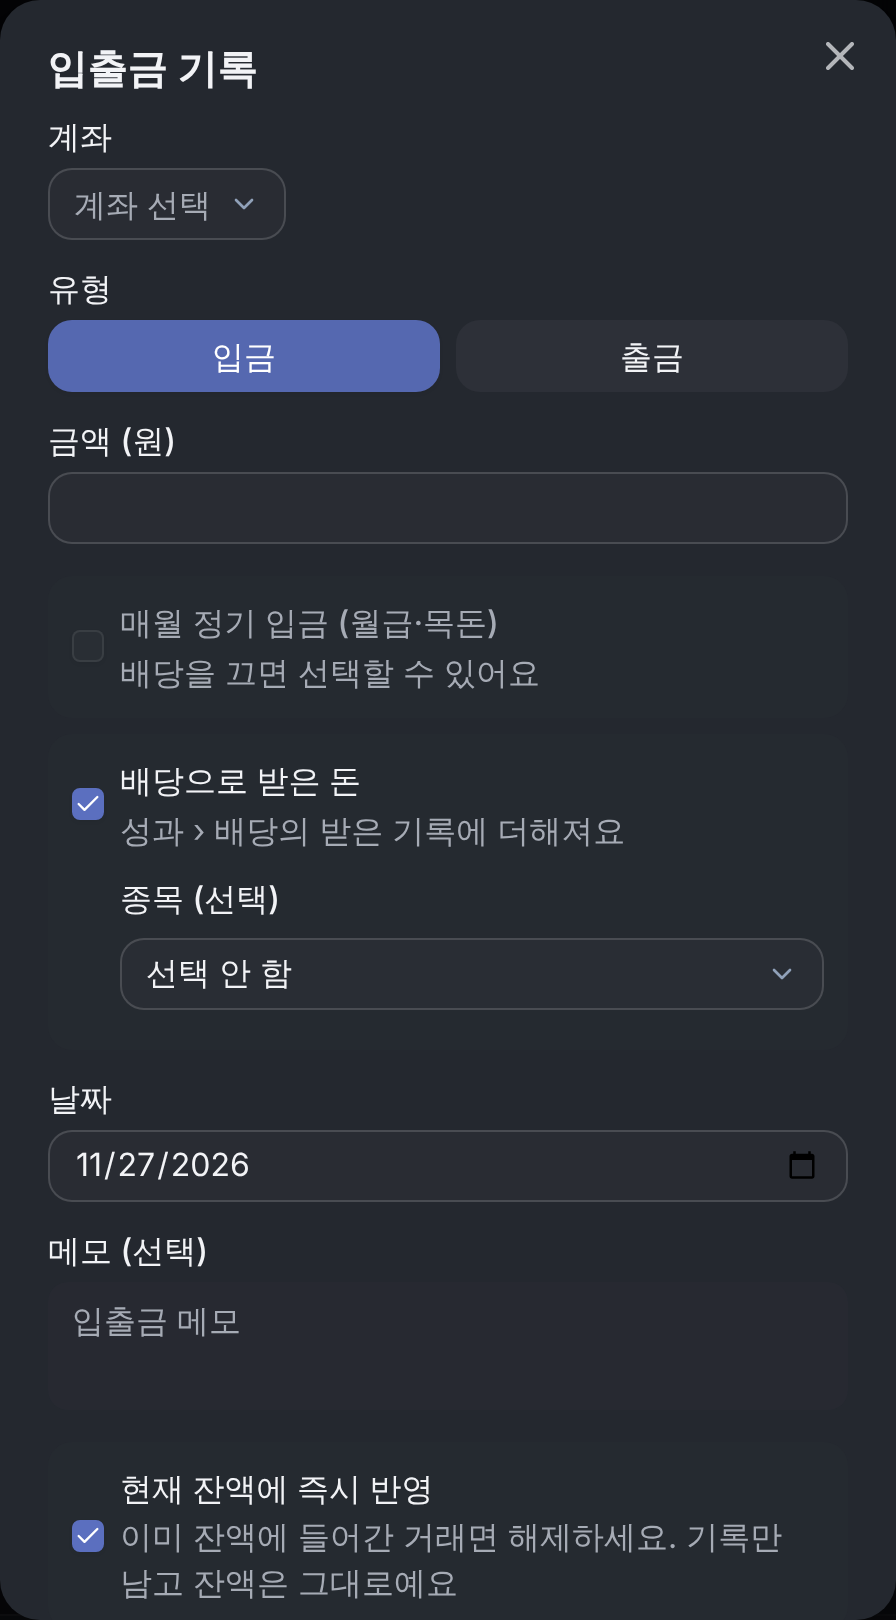 입출금 기록
계좌
계좌 선택
유형
입금
출금
금액 (원)
매월 정기 입금 (월급·목돈)
배당을 끄면 선택할 수 있어요
배당으로 받은 돈
성과 › 배당의 받은 기록에 더해져요
종목 (선택)
선택 안 함
날짜
11/27/2026
메모 (선택)
입출금 메모
현재 잔액에 즉시 반영
이미 잔액에 들어간 거래면 해제하세요. 기록만
남고 잔액은 그대로예요